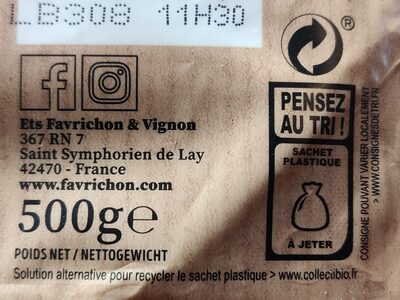 LB308 11H30
®
Ets Favrichon & Vignon
367 RN 7
Saint Symphorien de Lay
42470 - France
www.favrichon.com
500g℮
POIDS NET / NETTOGEWICHT
PENSEZ
AU TRI !
SACHET
PLASTIQUE
À JETER
CONSIGNE POUVANT VARIER LOCALEMENT
> WWW.CONSIGNESDETRI.FR
Solution alternative pour recycler le sachet plastique > www.collecübio.fr